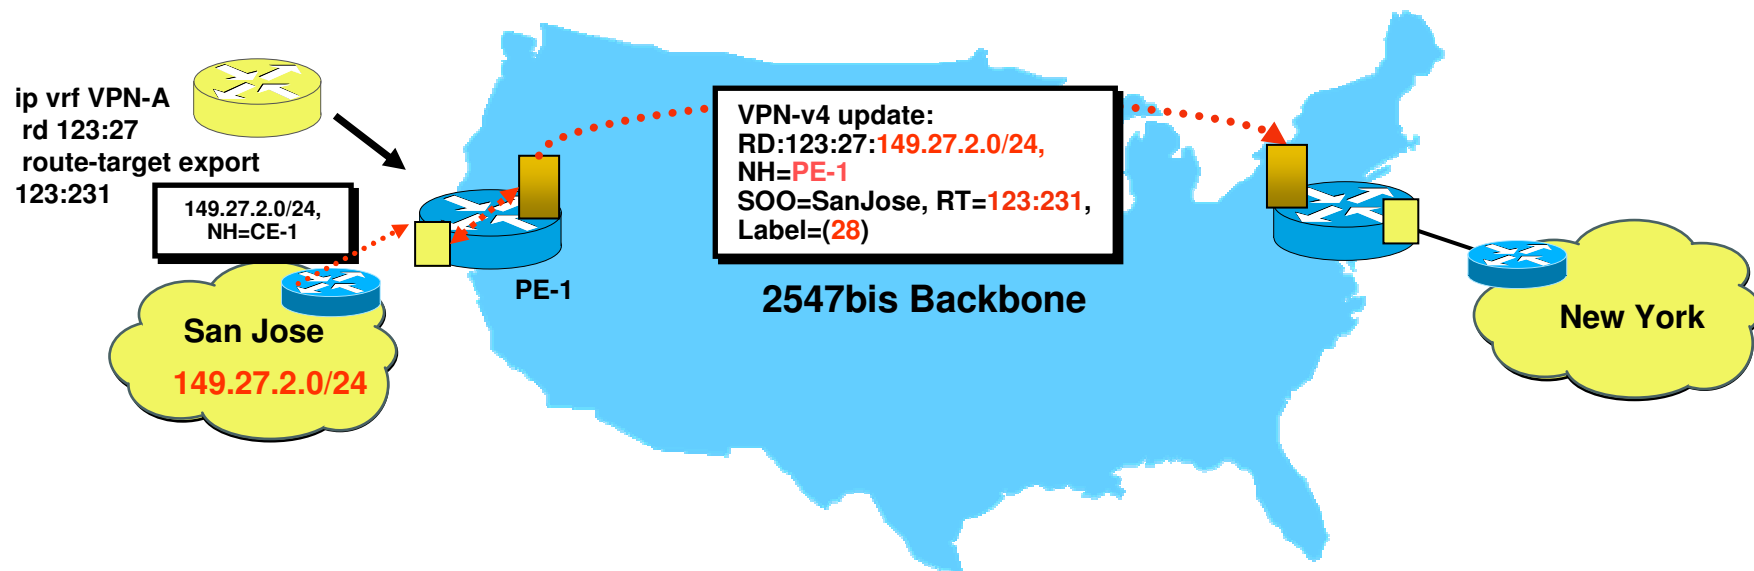 ip vrf VPN-A
rd 123:27
route-target export
123:231
149.27.2.0/24,
NH=CE-1
San Jose
149.27.2.0/24
PE-1
VPN-v4 update:
RD:123:27:149.27.2.0/24,
NH=PE-1
SOO=SanJose, RT=123:231,
Label=(28)
2547bis Backbone
New York